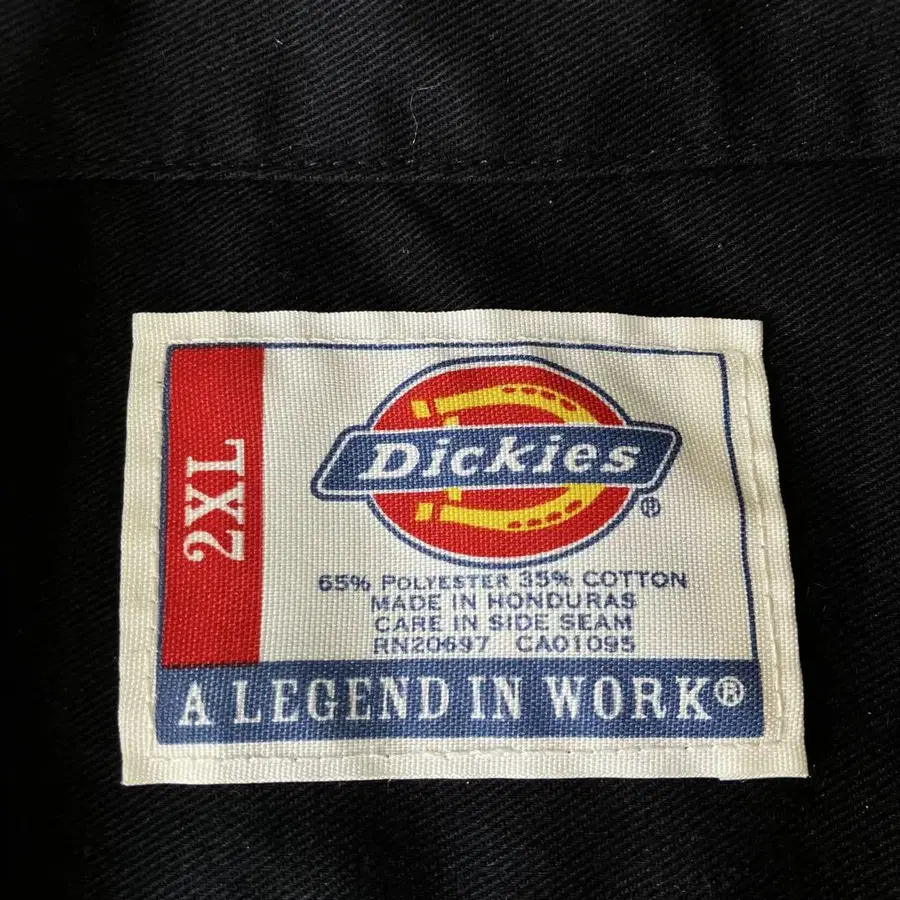 2XL
Dickies®
65% POLYESTER 35% COTTON
MADE IN HONDURAS
CARE IN SIDE SEAM
RN20697 CA01095
A LEGEND IN WORK®